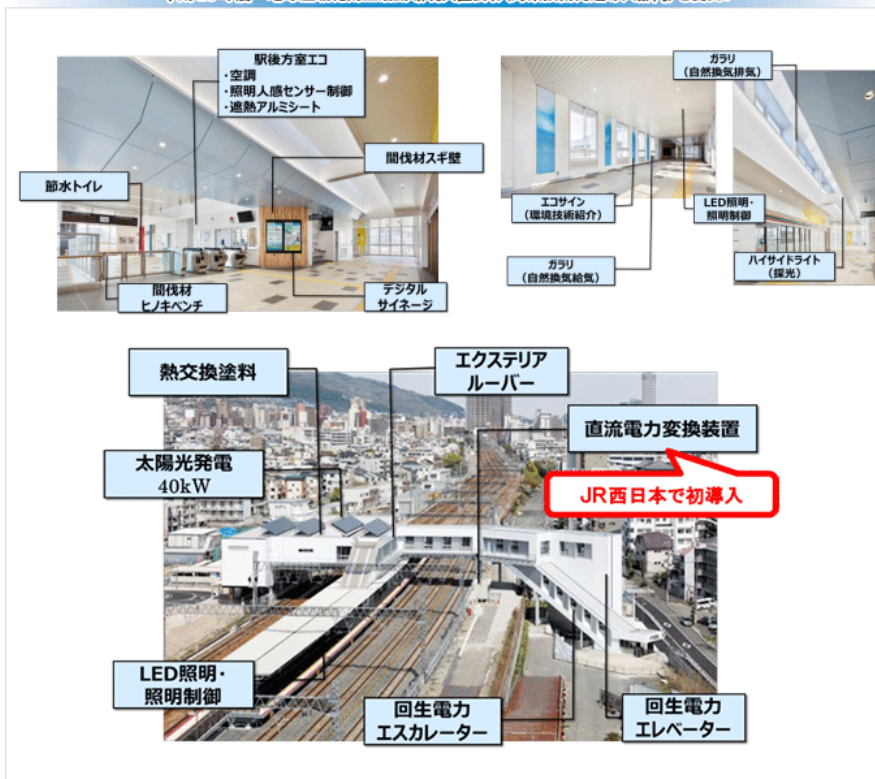 駅後方室エコ
・空調
・照明人感センサー制御
・遮熱アルミシート
間伐材スギ壁
節水トイレ
間伐材
ヒノキベンチ
デジタル
サイネージ
ガラリ
(自然換気排気)
エコサイン
(環境技術紹介)
LED照明・
照明制御
ガラリ
(自然換気給気)
ハイサイドライト
(採光)
熱交換塗料
エクステリア
ルーバー
直流電力変換装置
太陽光発電
40kW
JR西日本で初導入
LED照明・
照明制御
回生電力
エスカレーター
回生電力
エレベーター